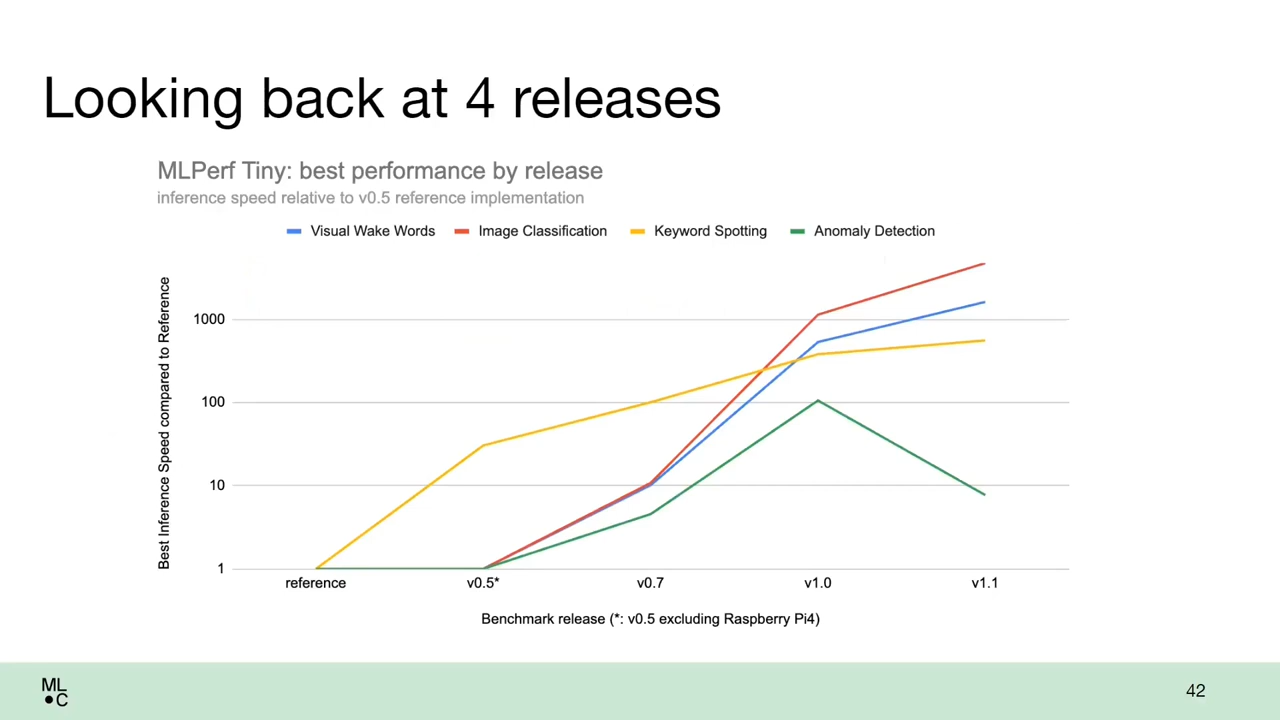 Looking back at 4 releases
MLPerf Tiny: best performance by release
inference speed relative to v0.5 reference implementation
Visual Wake Words Image Classification Keyword Spotting Anomaly Detection
Best Inference Speed compared to Reference
1000
100
10
1
reference v0.5* v0.7 v1.0 v1.1
Benchmark release (*: v0.5 excluding Raspberry Pi4)
ML
C
42